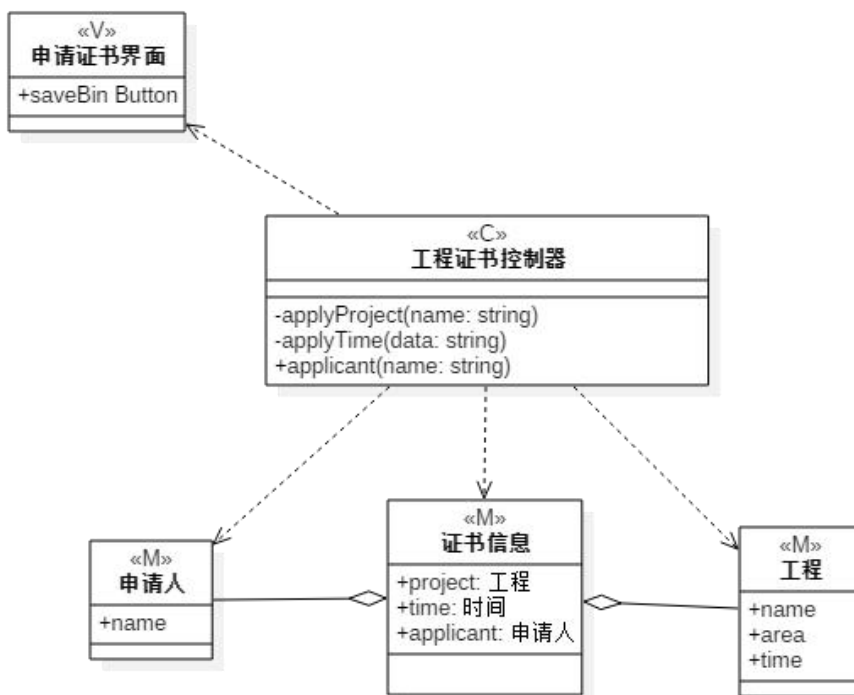 «V»
申请证书界面
+saveBin Button
«C»
工程证书控制器
-applyProject(name: string)
-applyTime(data: string)
+applicant(name: string)
«M»
申请人
+name
«M»
证书信息
+project: 工程
+time: 时间
+applicant: 申请人
«M»
工程
+name
+area
+time